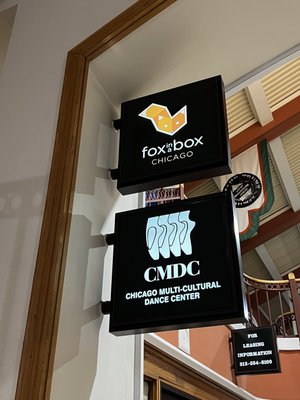 fox in a box
CHICAGO
CMDC
CHICAGO MULTI-CULTURAL
DANCE CENTER
FOR
LEASING
INFORMATION